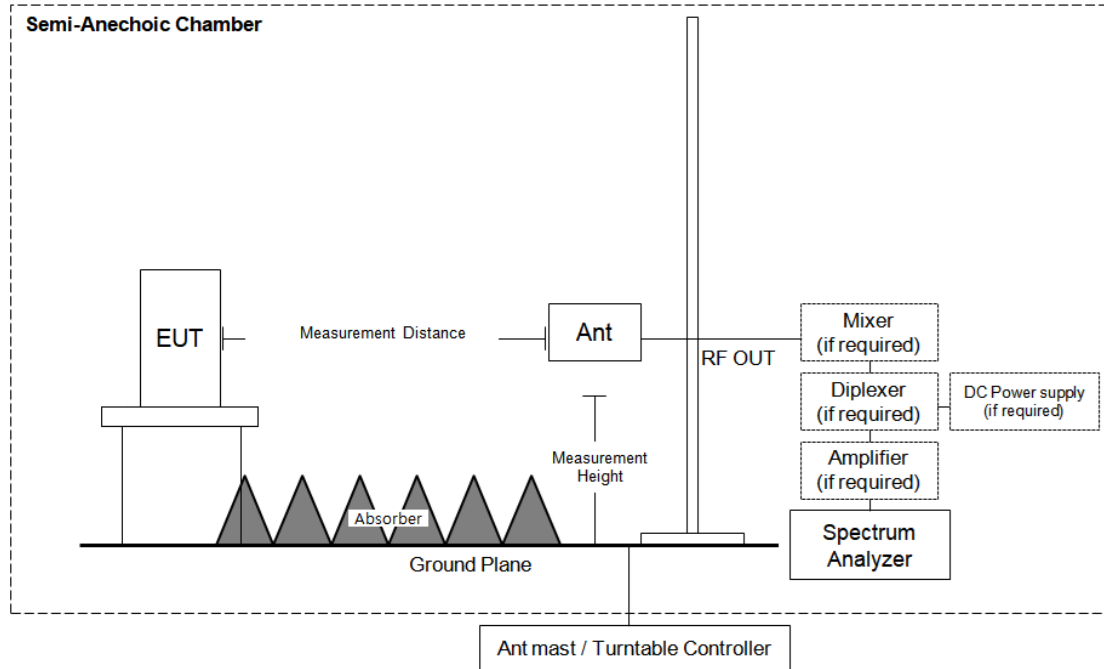 Semi-Anechoic Chamber
EUT
Measurement Distance
Ant
RF OUT
Mixer
(if required)
Diplexer
(if required)
DC Power supply
(if required)
Measurement
Height
Amplifier
(if required)
Absorber
Spectrum
Analyzer
Ground Plane
Ant mast / Turntable Controller